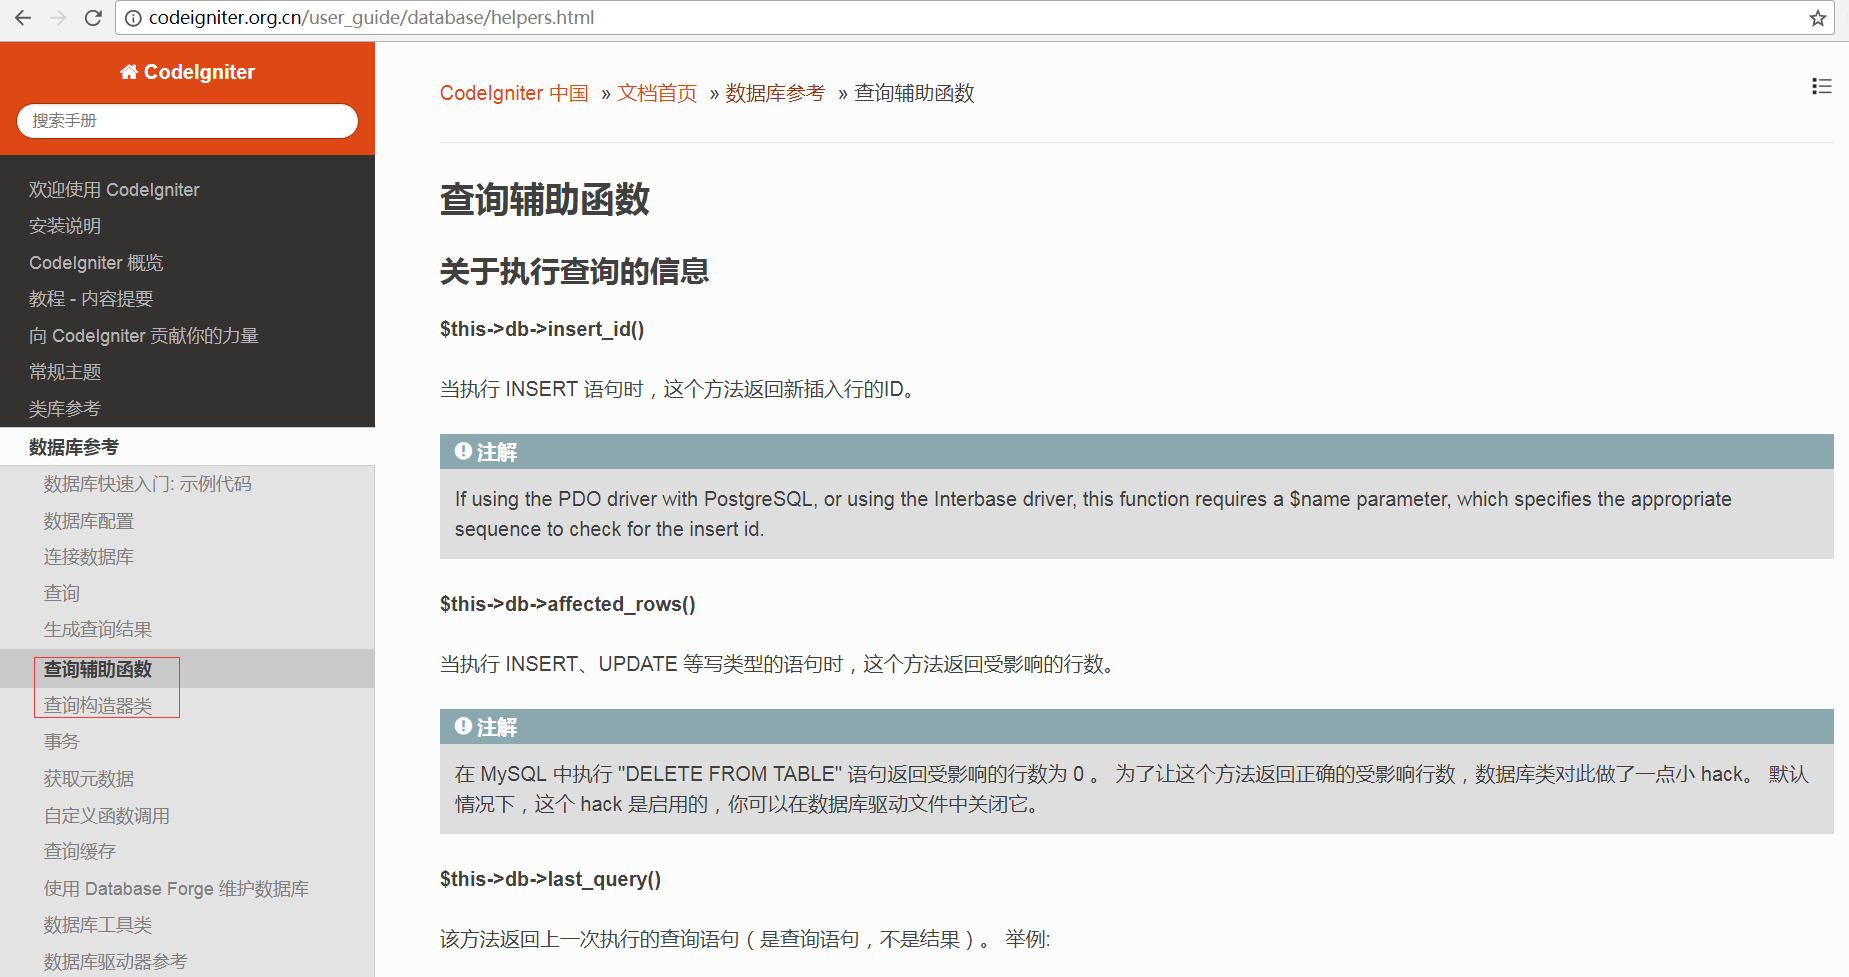 codeigniter.org.cn/user_guide/database/helpers.html
CodeIgniter
搜索手册
欢迎使用 CodeIgniter
安装说明
CodeIgniter 概览
教程 - 内容提要
向 CodeIgniter 贡献你的力量
常规主题
类库参考
数据库参考
数据库快速入门: 示例代码
数据库配置
连接数据库
查询
生成查询结果
查询辅助函数
查询构造器类
事务
获取元数据
自定义函数调用
查询缓存
使用 Database Forge 维护数据库
数据库工具类
数据库驱动器参考
CodeIgniter 中国 » 文档首页 » 数据库参考 » 查询辅助函数
查询辅助函数
关于执行查询的信息
$this->db->insert_id()
当执行 INSERT 语句时，这个方法返回新插入行的ID。
注解
If using the PDO driver with PostgreSQL, or using the Interbase driver, this function requires a $name parameter, which specifies the appropriate
sequence to check for the insert id.
$this->db->affected_rows()
当执行 INSERT、UPDATE 等写类型的语句时，这个方法返回受影响的行数。
注解
在 MySQL 中执行 "DELETE FROM TABLE" 语句返回受影响的行数为 0 。 为了让这个方法返回正确的受影响行数，数据库类对此做了一点小 hack。 默认
情况下，这个 hack 是启用的，你可以在数据库驱动文件中关闭它。
$this->db->last_query()
该方法返回上一次执行的查询语句（是查询语句，不是结果）。 举例: